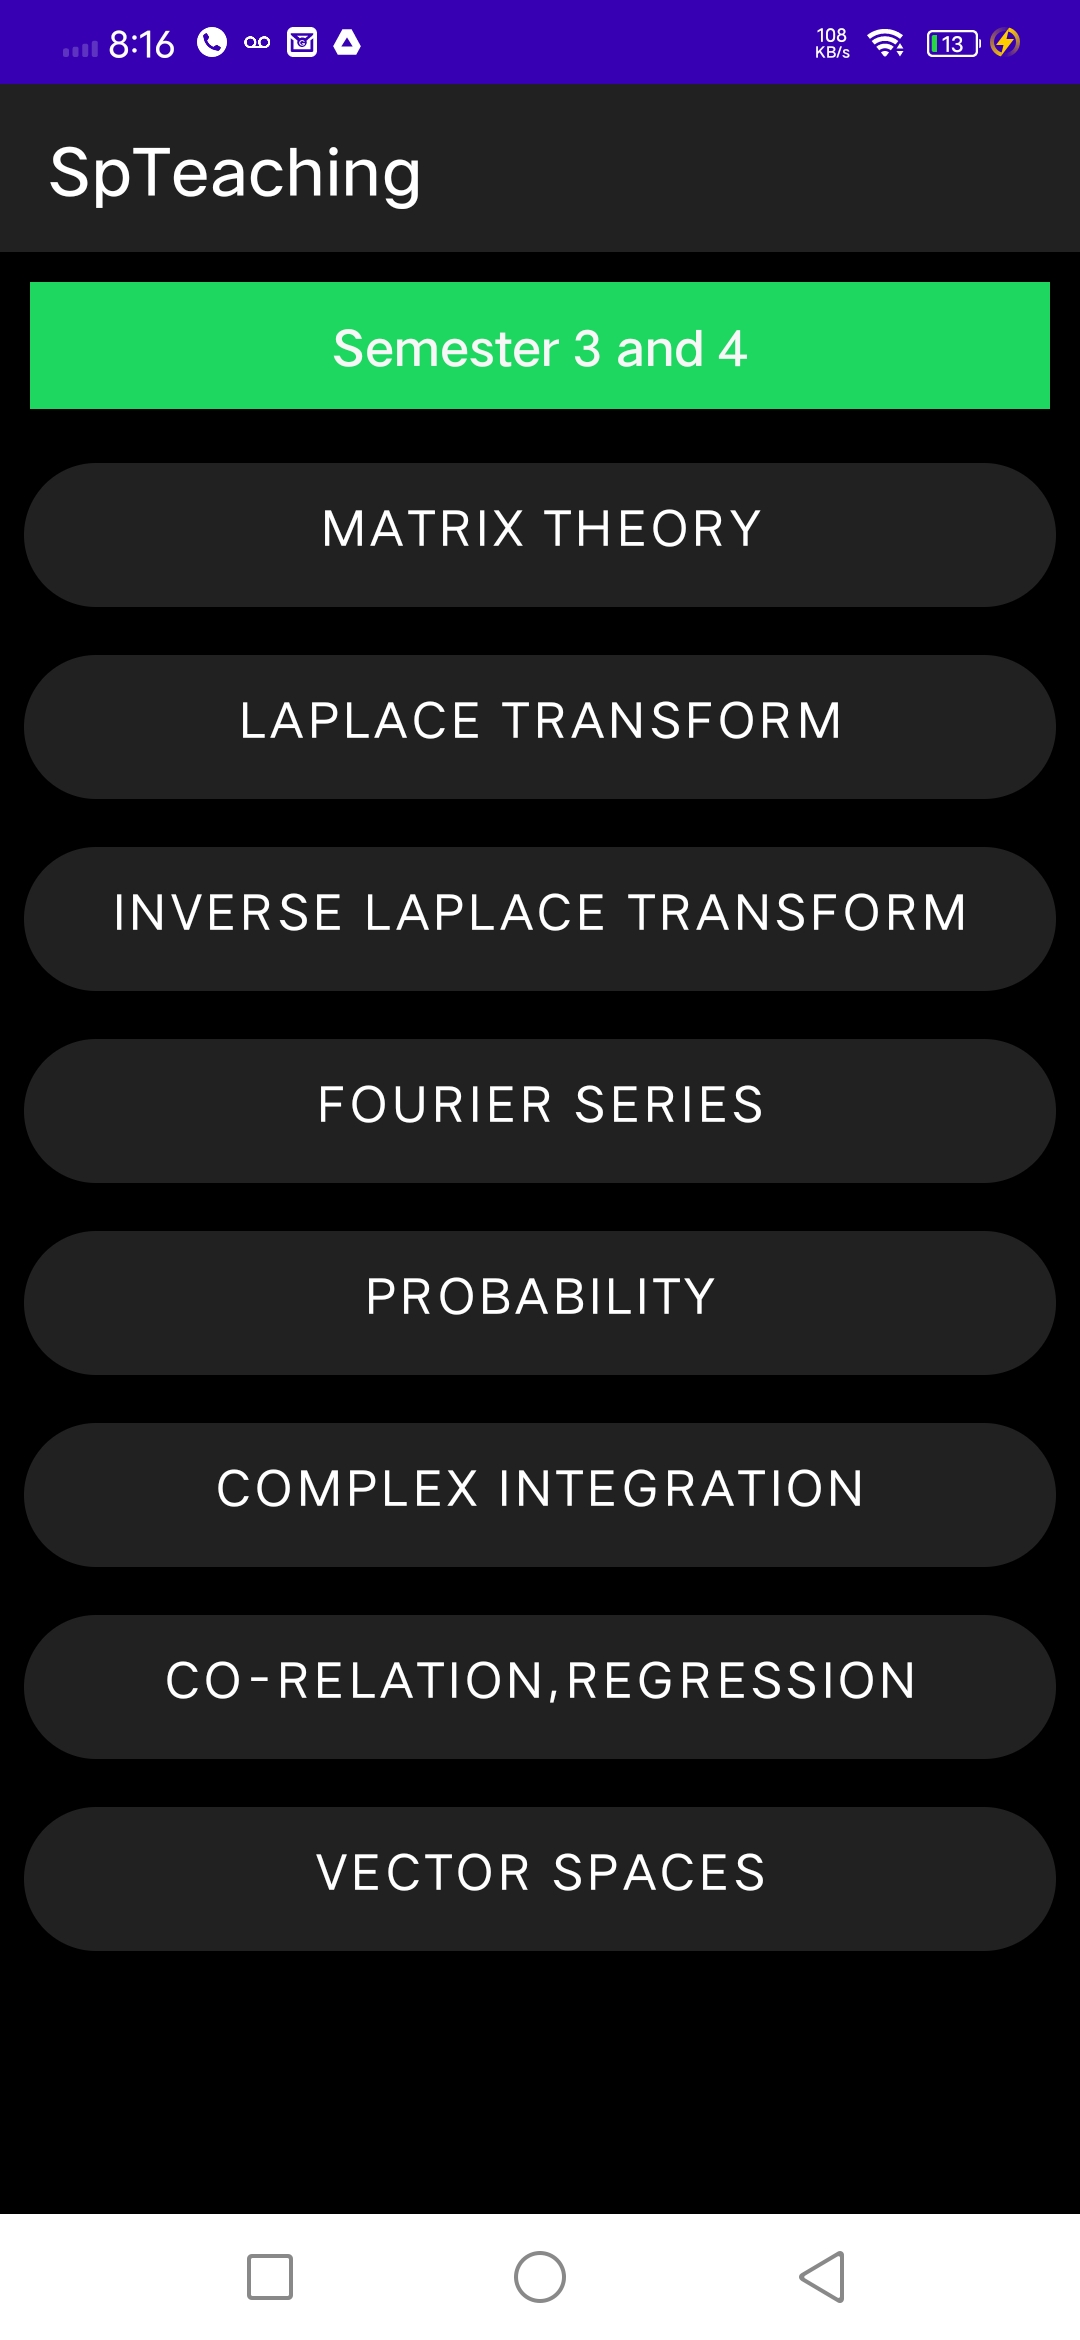 8:16
108
KB/s
13
SpTeaching
Semester 3 and 4
MATRIX THEORY
LAPLACE TRANSFORM
INVERSE LAPLACE TRANSFORM
FOURIER SERIES
PROBABILITY
COMPLEX INTEGRATION
CO-RELATION,REGRESSION
VECTOR SPACES